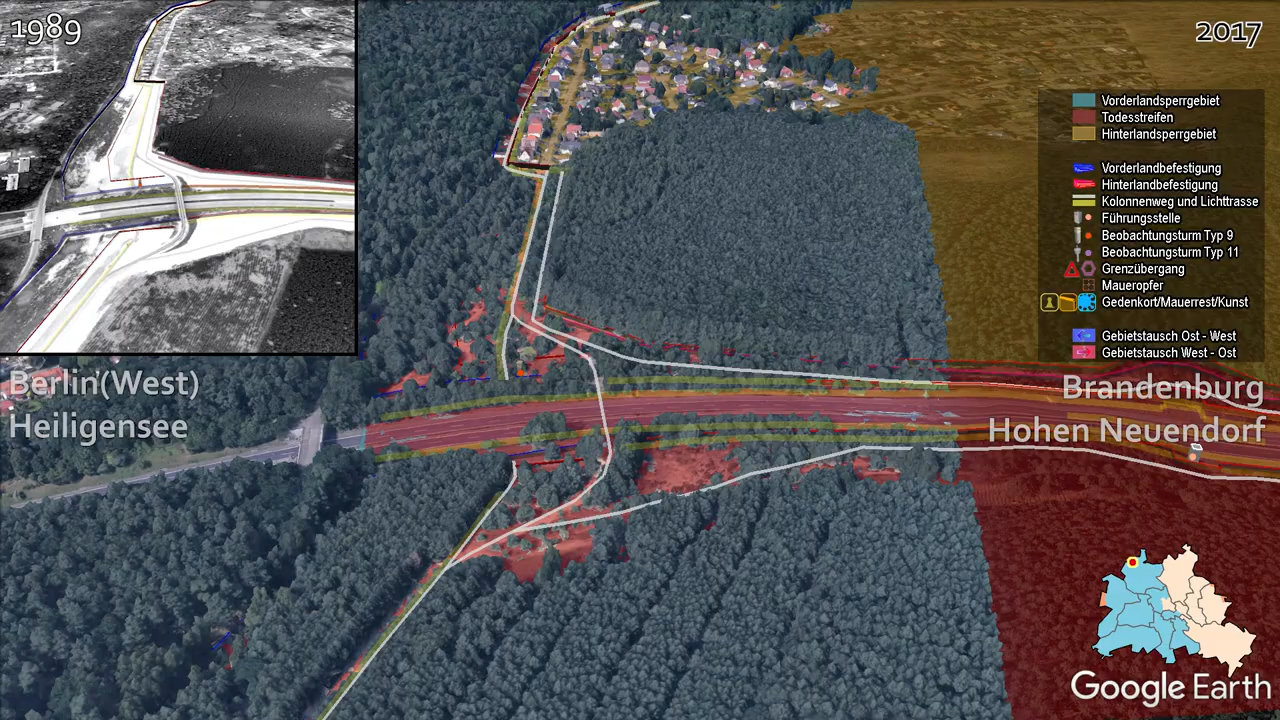 1989
2017
Vorderlandsperrgebiet
Todesstreifen
Hinterlandsperrgebiet
Vorderlandbefestigung
Hinterlandbefestigung
Kolonnenweg und Lichttrasse
Führungsstelle
Beobachtungsturm Typ 9
Beobachtungsturm Typ 11
Grenzübergang
Maueropfer
Gedenkort/Mauerrest/Kunst
Gebietstausch Ost - West
Gebietstausch West - Ost
Berlin(West)
Heiligensee
Brandenburg
Hohen Neuendorf
Google Earth